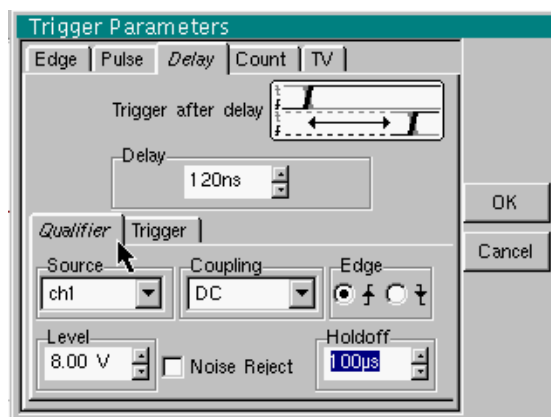 Trigger Parameters
Edge Pulse Delay Count TV
Trigger after delay
Delay
120ns
OK
Qualifier Trigger
Cancel
Source Coupling Edge
ch1 DC
Level Holdoff
8.00 V Noise Reject 100µs